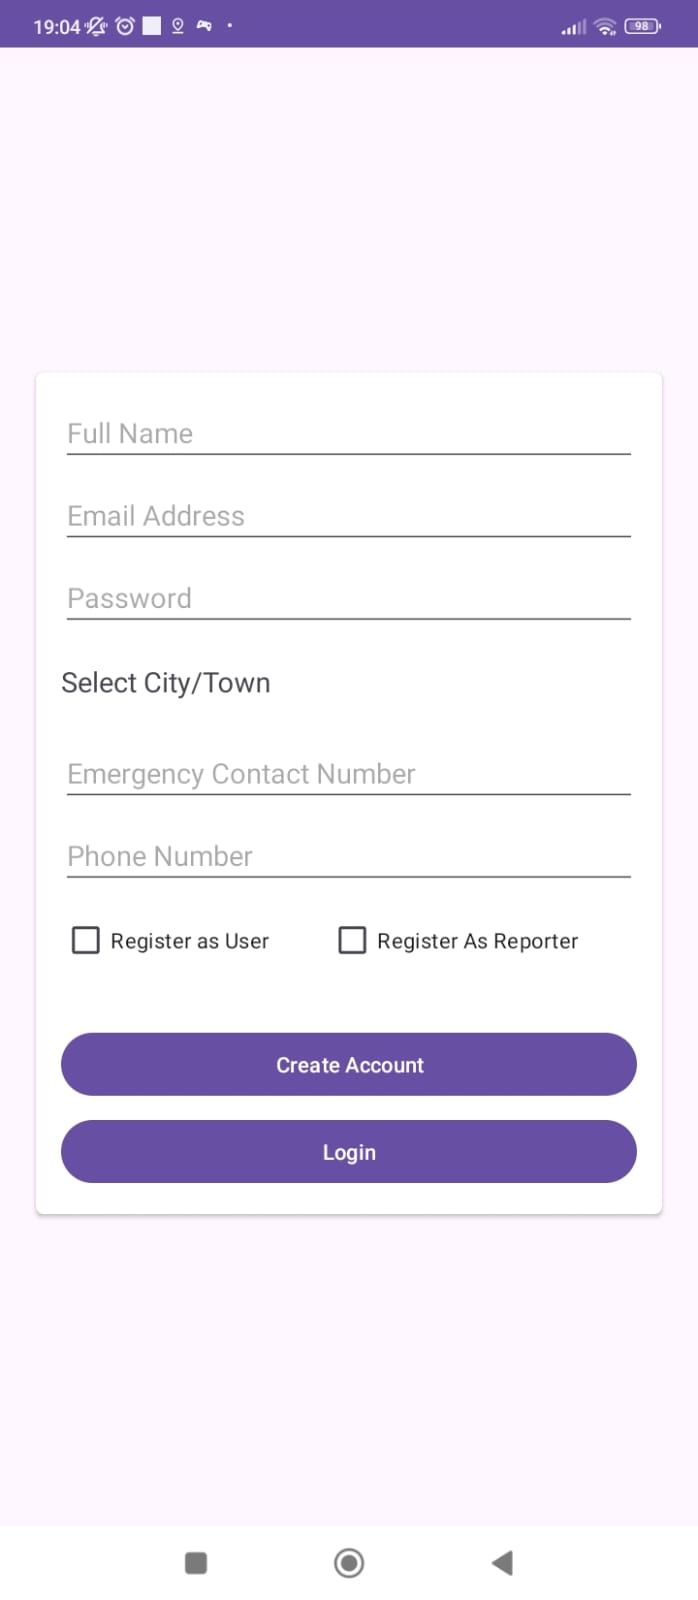 19:04 98
Full Name
Email Address
Password
Select City/Town
Emergency Contact Number
Phone Number
Register as User Register As Reporter
Create Account
Login